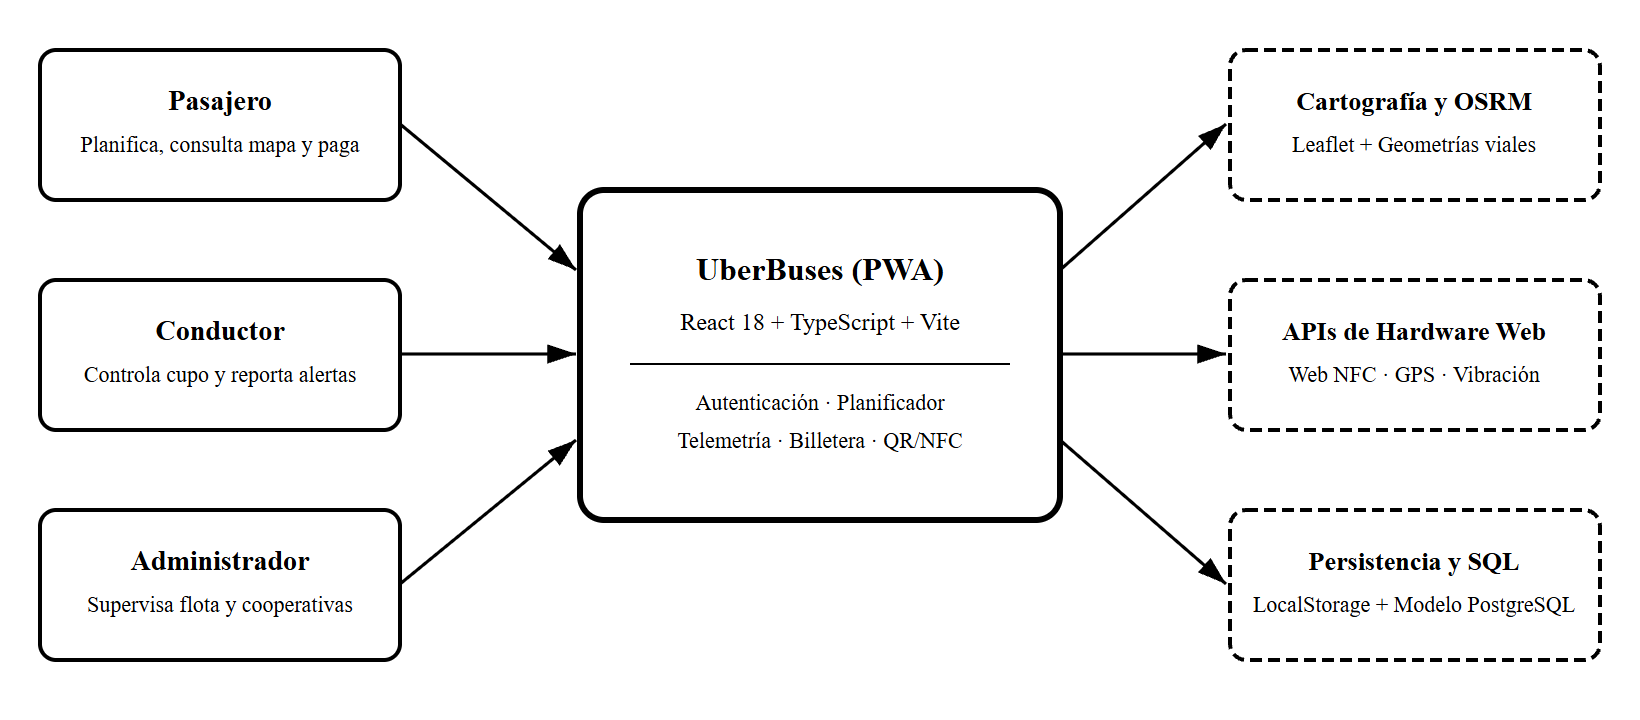 Pasajero
Planifica, consulta mapa y paga
Conductor
Controla cupo y reporta alertas
Administrador
Supervisa flota y cooperativas
UberBuses (PWA)
React 18 + TypeScript + Vite
Autenticación · Planificador
Telemetría · Billetera · QR/NFC
Cartografía y OSRM
Leaflet + Geometrías viales
APIs de Hardware Web
Web NFC · GPS · Vibración
Persistencia y SQL
LocalStorage + Modelo PostgreSQL